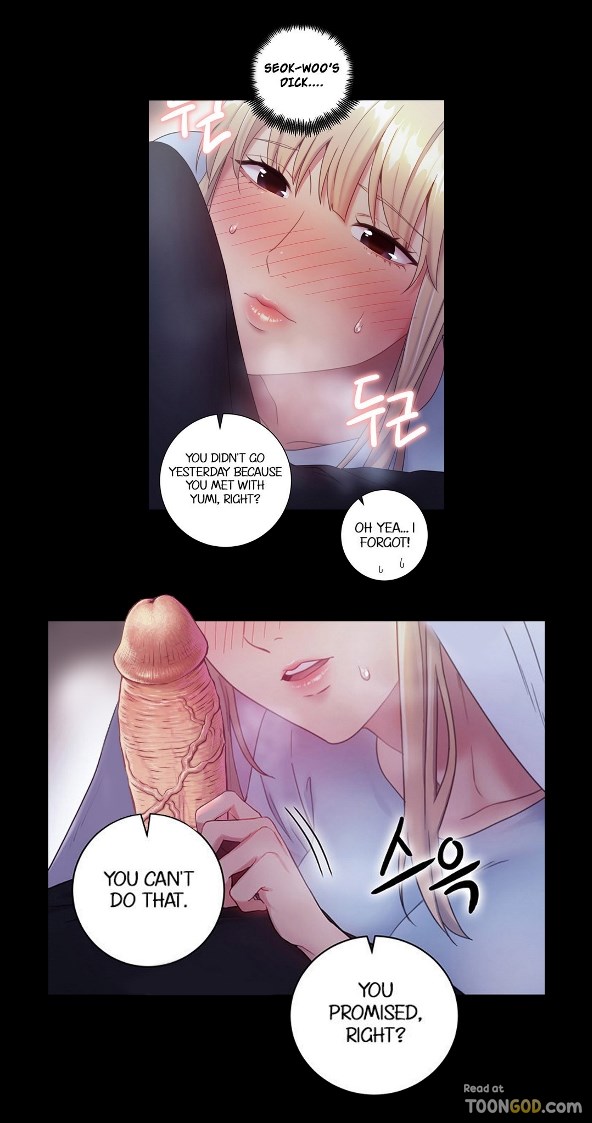 SEOK-WOO'S
DICK....
두근
두근
YOU DIDN'T GO
YESTERDAY BECAUSE
YOU MET WITH
YUMI, RIGHT?
OH YEA... I
FORGOT!
YOU CAN'T
DO THAT.
스윽
YOU
PROMISED,
RIGHT?
Read at
TOONGOD.COM